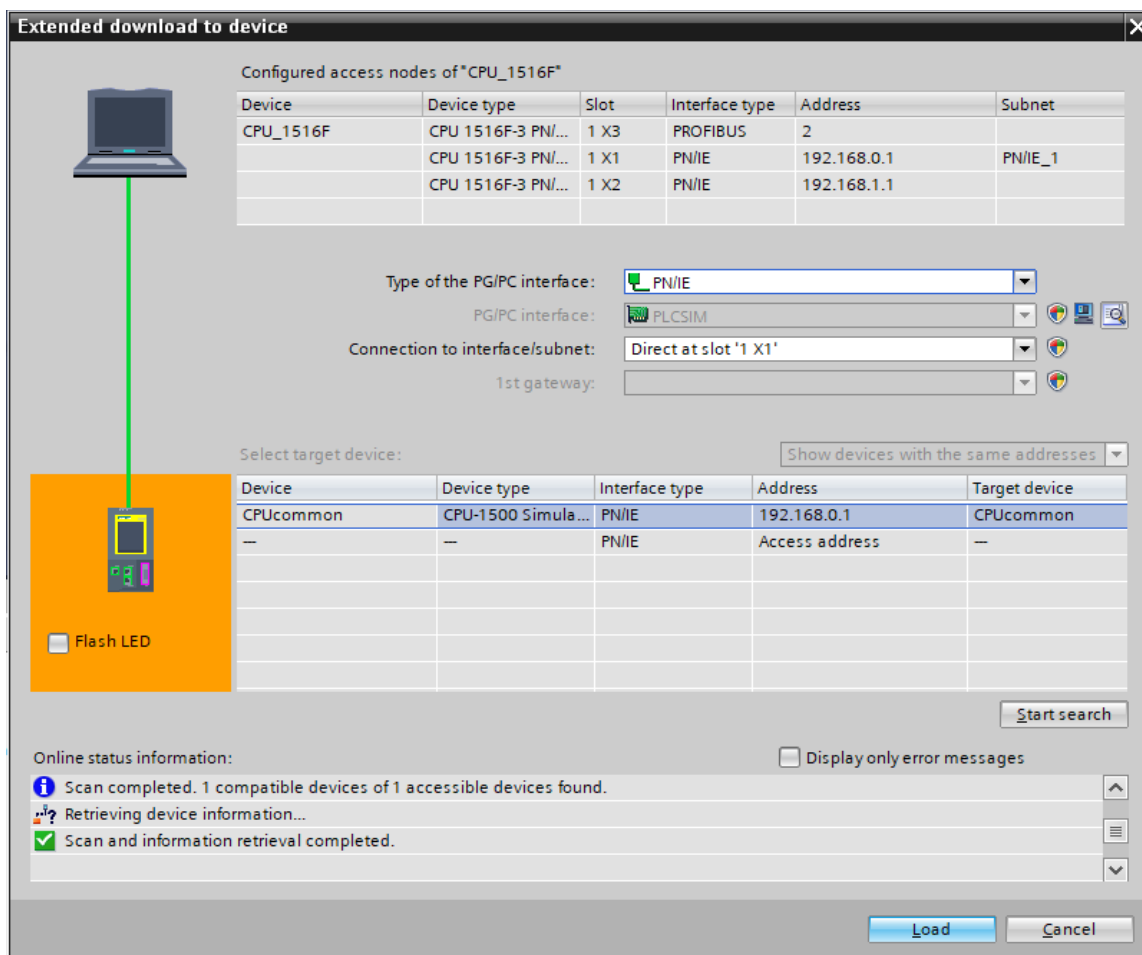 Extended download to device
Configured access nodes of "CPU_1516F"
Device Device type Slot Interface type Address Subnet
CPU_1516F CPU 1516F-3 PN/... 1 X3 PROFIBUS 2
CPU 1516F-3 PN/... 1 X1 PN/IE 192.168.0.1 PN/IE_1
CPU 1516F-3 PN/... 1 X2 PN/IE 192.168.1.1
Type of the PG/PC interface: PN/IE
PG/PC interface: PLCSIM
Connection to interface/subnet: Direct at slot '1 X1'
1st gateway:
Select target device: Show devices with the same addresses
Device Device type Interface type Address Target device
CPUcommon CPU-1500 Simula... PN/IE 192.168.0.1 CPUcommon
— — PN/IE Access address —
Flash LED
Start search
Online status information: Display only error messages
Scan completed. 1 compatible devices of 1 accessible devices found.
Retrieving device information...
Scan and information retrieval completed.
Load Cancel